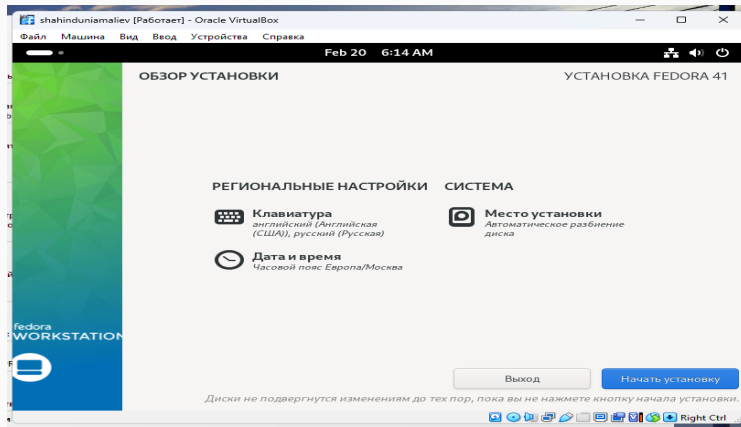 shahinduniamaliev [Работает] - Oracle VirtualBox
Файл Машина Вид Ввод Устройства Справка
Feb 20 6:14 AM
ОБЗОР УСТАНОВКИ
УСТАНОВКА FEDORA 41
РЕГИОНАЛЬНЫЕ НАСТРОЙКИ
СИСТЕМА
Клавиатура
английский (Английская
(США)), русский (Русская)
Место установки
Автоматическое разбиение
диска
Дата и время
Часовой пояс Европа/Москва
fedora
WORKSTATION
Выход
Начать установку
Диски не подвергнутся изменениям до тех пор, пока вы не нажмете кнопку начала установки.
Right Ctrl